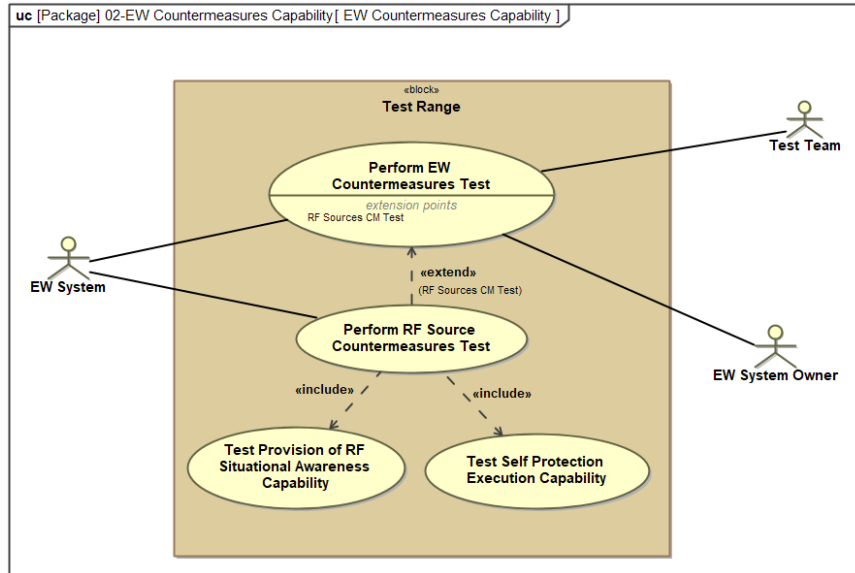 uc [Package] 02-EW Countermeasures Capability[ EW Countermeasures Capability ]
«block»
Test Range
Perform EW
Countermeasures Test
extension points
RF Sources CM Test
Test Team
EW System
«extend»
(RF Sources CM Test)
Perform RF Source
Countermeasures Test
EW System Owner
«include»
«include»
Test Provision of RF
Situational Awareness
Capability
Test Self Protection
Execution Capability